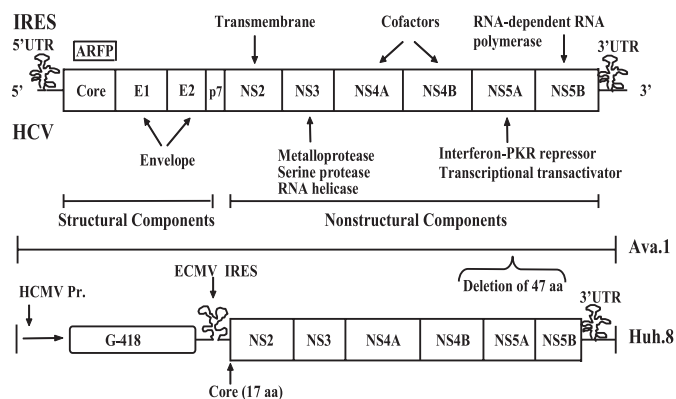 IRES
5'UTR
ARFP
Transmembrane
Cofactors
RNA-dependent RNA
polymerase
3'UTR
5'
Core E1 E2 p7 NS2 NS3 NS4A NS4B NS5A NS5B
3'
HCV
Envelope
Metalloprotease
Serine protease
RNA helicase
Interferon-PKR repressor
Transcriptional transactivator
Structural Components
Nonstructural Components
Ava.1
Deletion of 47 aa
HCMV Pr.
ECMV IRES
3'UTR
G-418
NS2 NS3 NS4A NS4B NS5A NS5B
Huh.8
Core (17 aa)